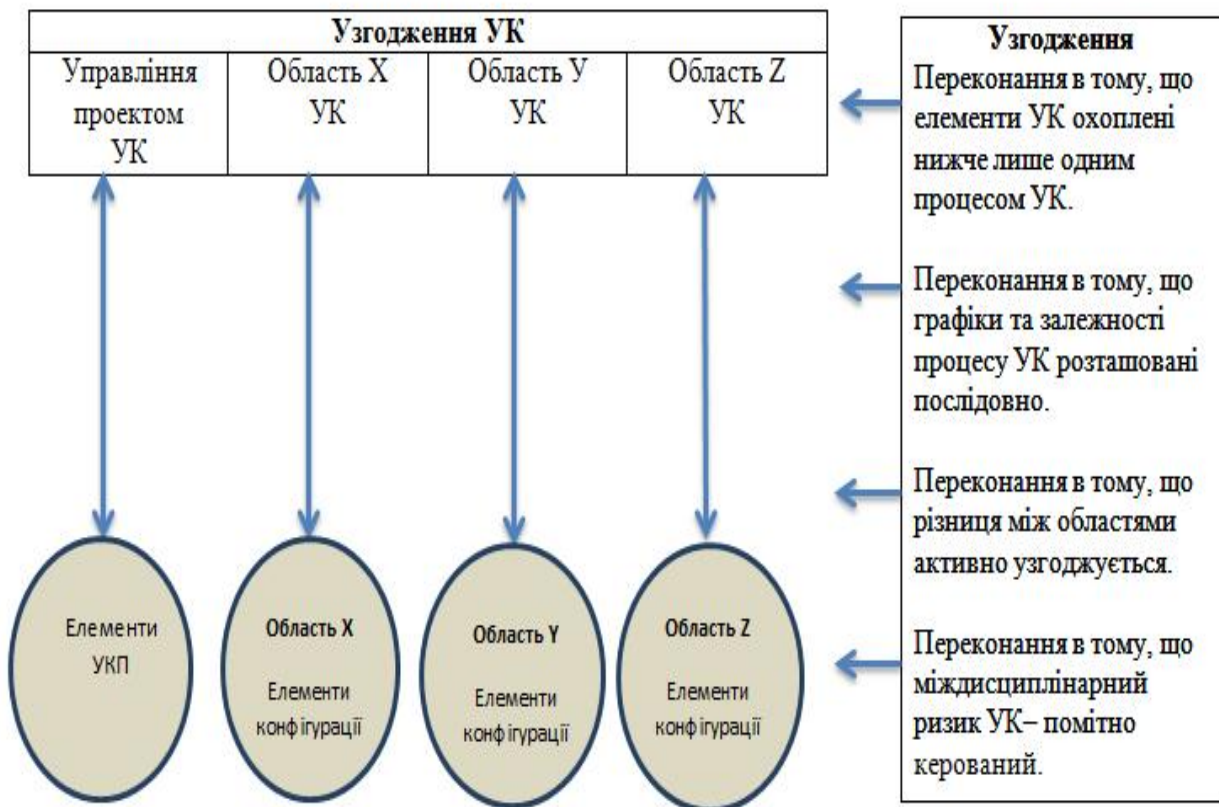 Узгодження УК
Управління
проектом
УК
Область X
УК
Область У
УК
Область Z
УК
Елементи
УКП
Область X
Елементи
конфігурації
Область Y
Елементи
конфігурації
Область Z
Елементи
конфігурації
Узгодження
Переконання в тому, що
елементи УК охоплені
нижче лише одним
процесом УК.
Переконання в тому, що
графіки та залежності
процесу УК розташовані
послідовно.
Переконання в тому, що
різниця між областями
активно узгоджується.
Переконання в тому, що
міждисциплінарний
ризик УК– помітно
керований.